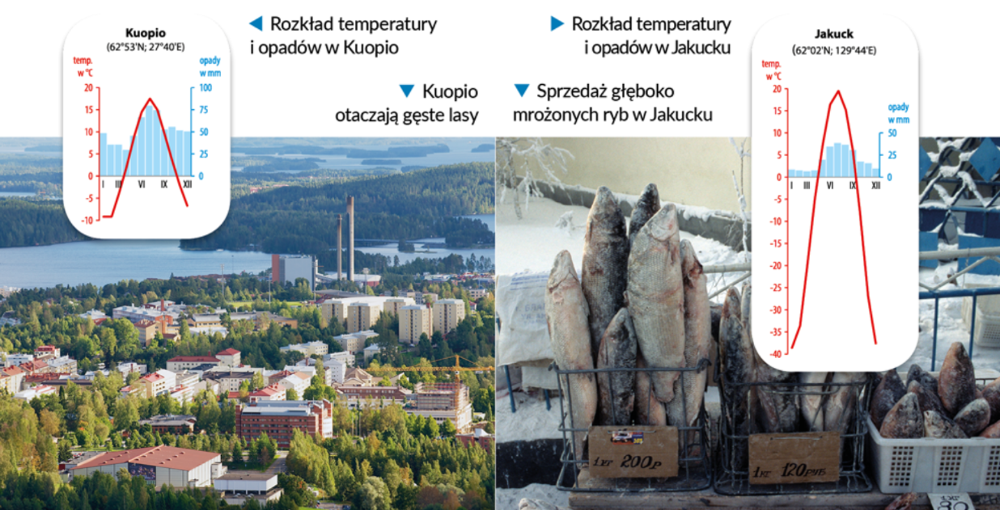 Kuopio
(62°53'N; 27°40'E)
temp.
w °C
opady
w mm
20
15
10
5
0
-5
-10
100
75
50
25
0
I III VI IX XII
◀ Rozkład temperatury
i opadów w Kuopio
▶ Rozkład temperatury
i opadów w Jakucku
▼ Kuopio
otaczają gęste lasy
▼ Sprzedaż głęboko
mrożonych ryb w Jakucku
Jakuck
(62°02'N; 129°44'E)
temp.
w °C
opady
w mm
20
15
10
5
0
-5
-10
-15
-20
-25
-30
-35
-40
50
25
0
I III VI IX XII
1кг 200р
1кг 120руб